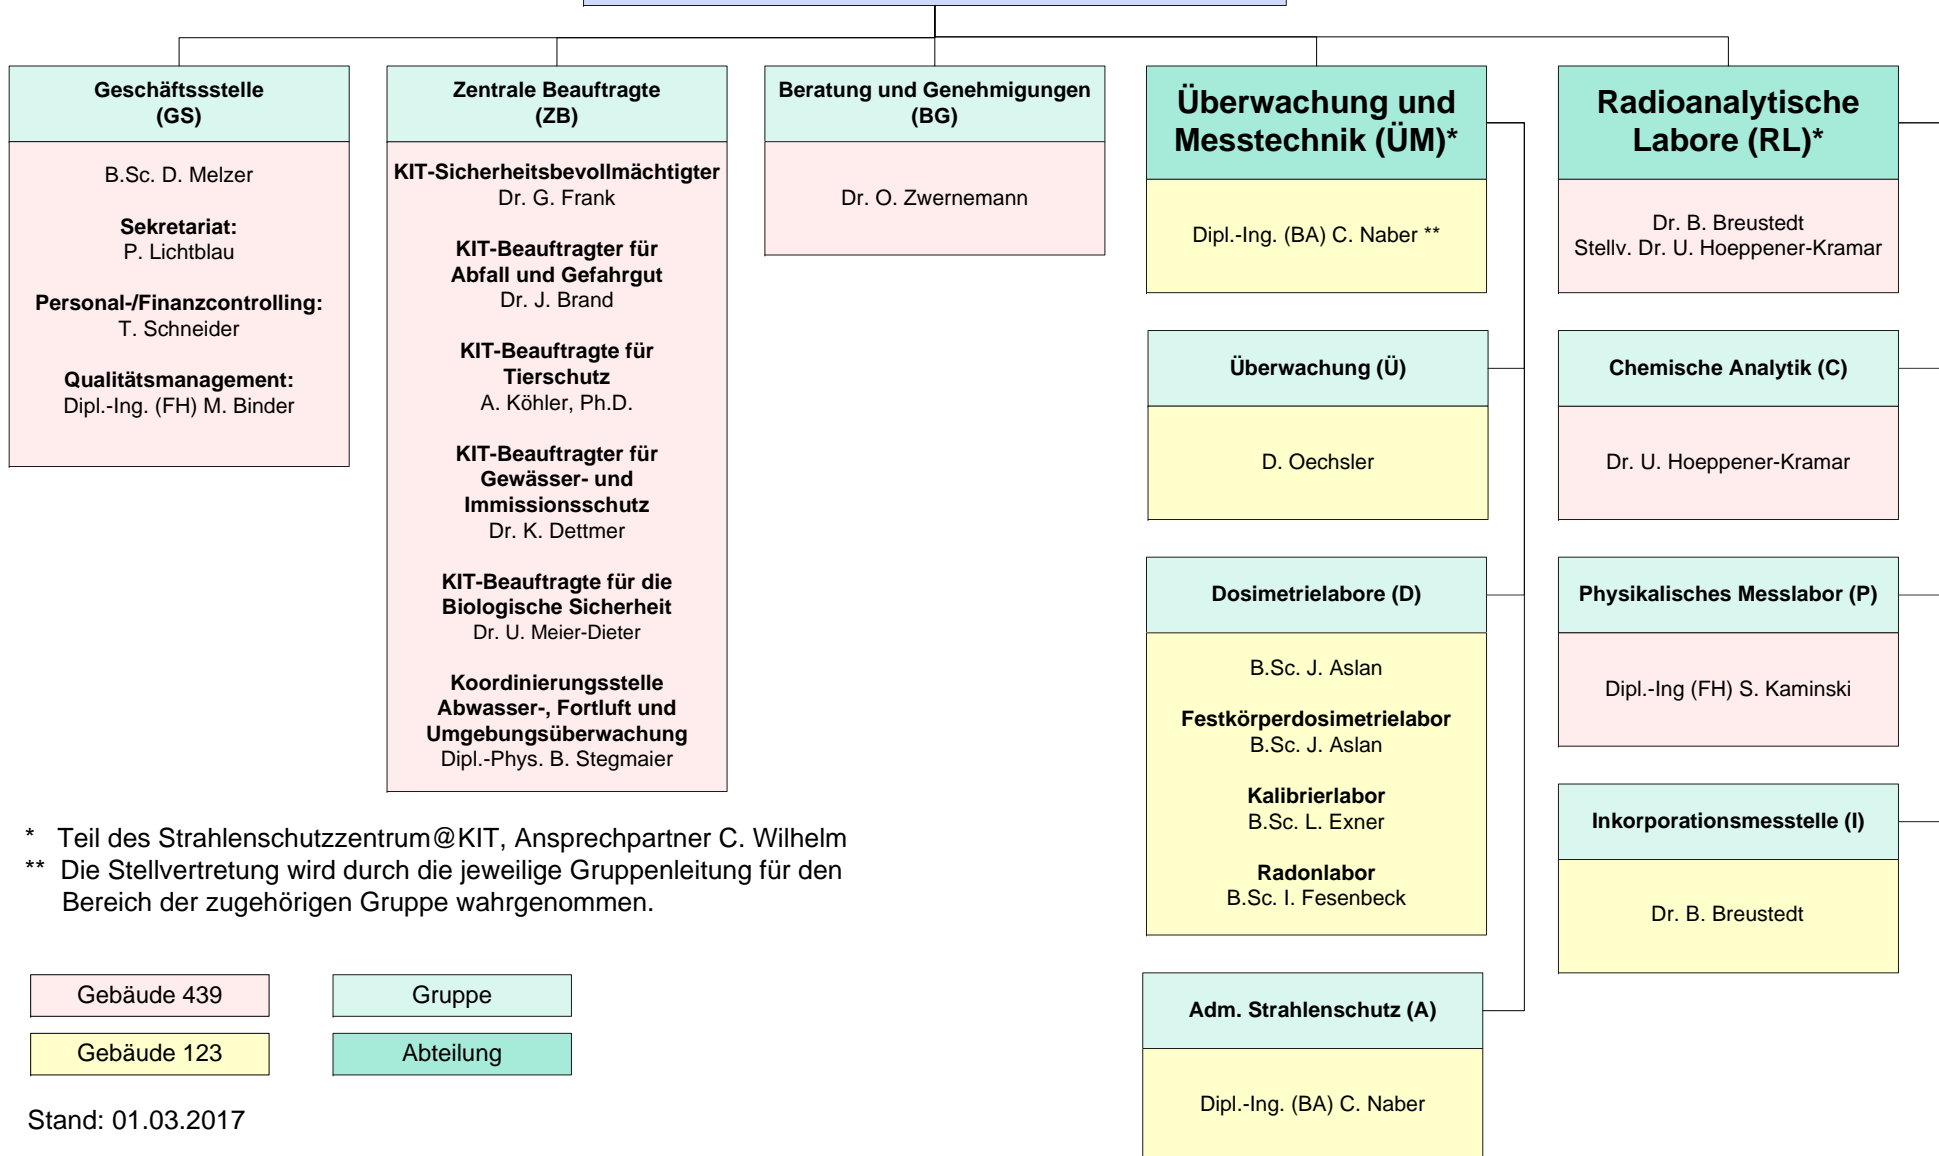 Geschäftssstelle
(GS)
B.Sc. D. Melzer
Sekretariat:
P. Lichtblau
Personal-/Finanzcontrolling:
T. Schneider
Qualitätsmanagement:
Dipl.-Ing. (FH) M. Binder
Zentrale Beauftragte
(ZB)
KIT-Sicherheitsbevollmächtigter
Dr. G. Frank
KIT-Beauftragter für
Abfall und Gefahrgut
Dr. J. Brand
KIT-Beauftragte für
Tierschutz
A. Köhler, Ph.D.
KIT-Beauftragter für
Gewässer- und
Immissionsschutz
Dr. K. Dettmer
KIT-Beauftragte für die
Biologische Sicherheit
Dr. U. Meier-Dieter
Koordinierungsstelle
Abwasser-, Fortluft und
Umgebungsüberwachung
Dipl.-Phys. B. Stegmaier
Beratung und Genehmigungen
(BG)
Dr. O. Zwernemann
Überwachung und
Messtechnik (ÜM)*
Dipl.-Ing. (BA) C. Naber **
Überwachung (Ü)
D. Oechsler
Dosimetrielabore (D)
B.Sc. J. Aslan
Festkörperdosimetrielabor
B.Sc. J. Aslan
Kalibrierlabor
B.Sc. L. Exner
Radonlabor
B.Sc. I. Fesenbeck
Adm. Strahlenschutz (A)
Dipl.-Ing. (BA) C. Naber
Radioanalytische
Labore (RL)*
Dr. B. Breustedt
Stellv. Dr. U. Hoeppener-Kramar
Chemische Analytik (C)
Dr. U. Hoeppener-Kramar
Physikalisches Messlabor (P)
Dipl.-Ing (FH) S. Kaminski
Inkorporationsmesstelle (I)
Dr. B. Breustedt
* Teil des Strahlenschutzzentrum@KIT, Ansprechpartner C. Wilhelm
** Die Stellvertretung wird durch die jeweilige Gruppenleitung für den
Bereich der zugehörigen Gruppe wahrgenommen.
Gebäude 439
Gruppe
Gebäude 123
Abteilung
Stand: 01.03.2017